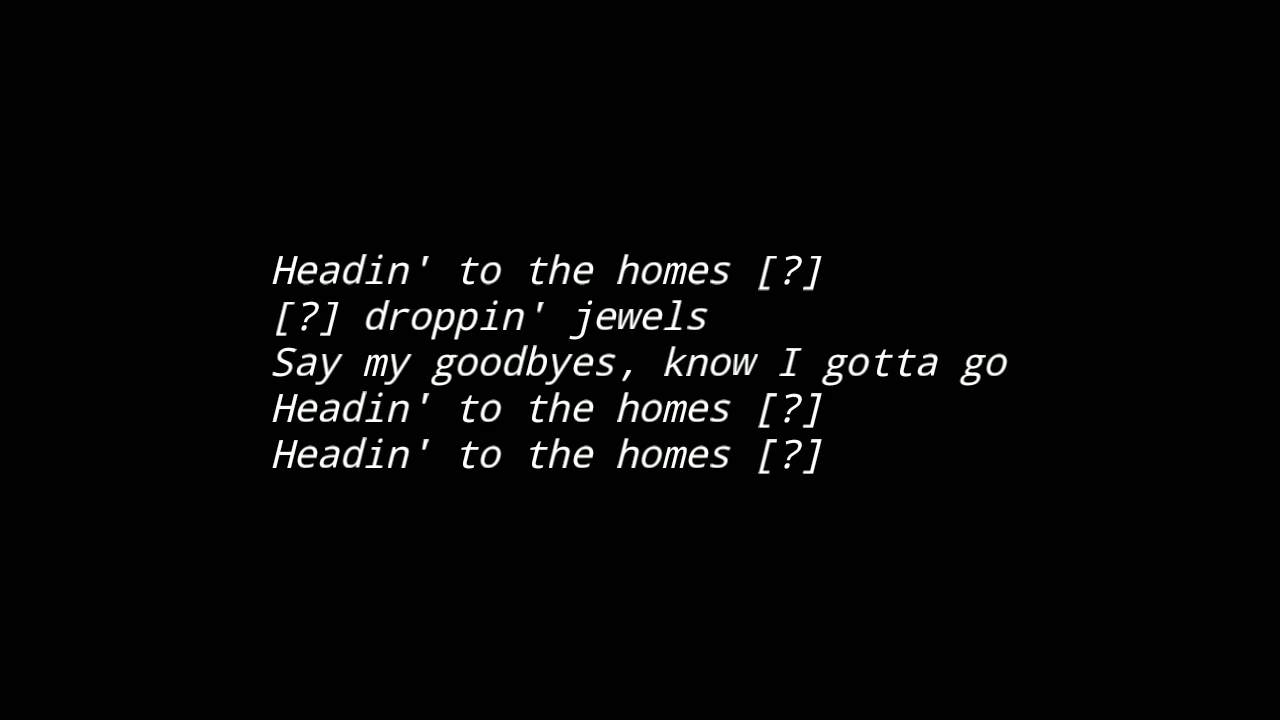 Headin' to the homes [?]
[?] droppin' jewels
Say my goodbyes, know I gotta go
Headin' to the homes [?]
Headin' to the homes [?]